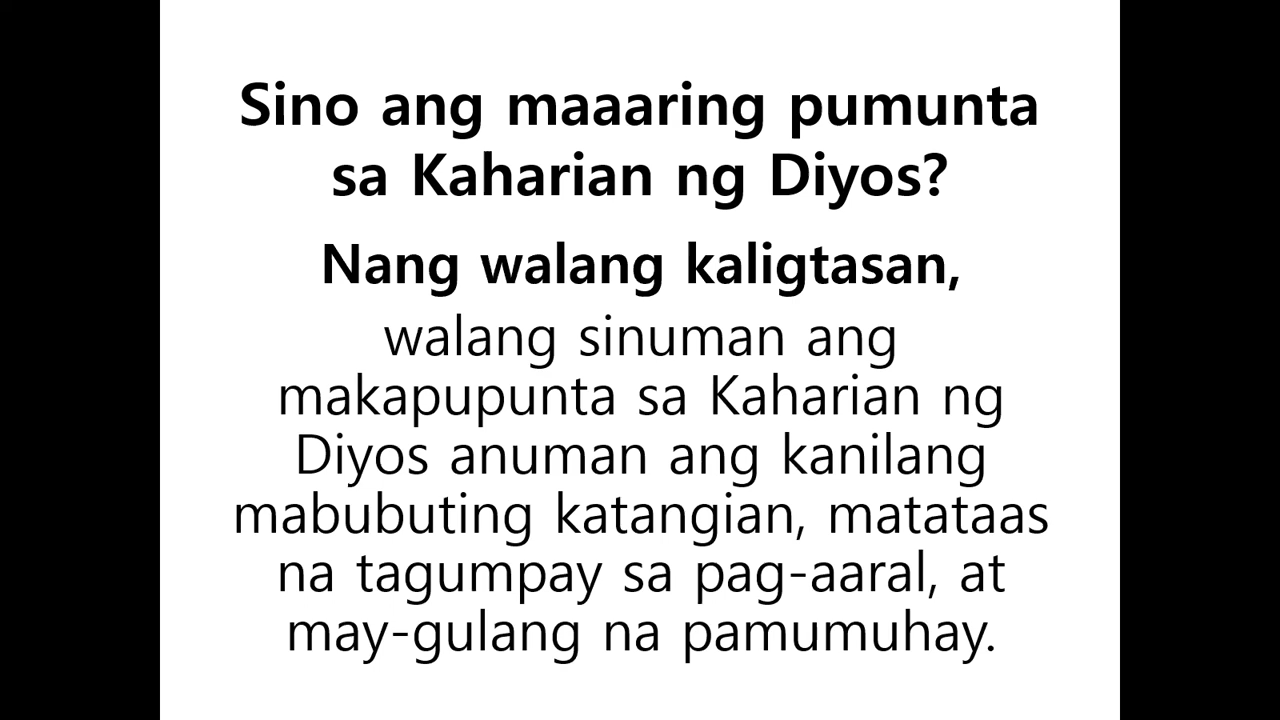 Sino ang maaaring pumunta
sa Kaharian ng Diyos?
Nang walang kaligtasan,
walang sinuman ang
makapupunta sa Kaharian ng
Diyos anuman ang kanilang
mabubuting katangian, matataas
na tagumpay sa pag-aaral, at
may-gulang na pamumuhay.